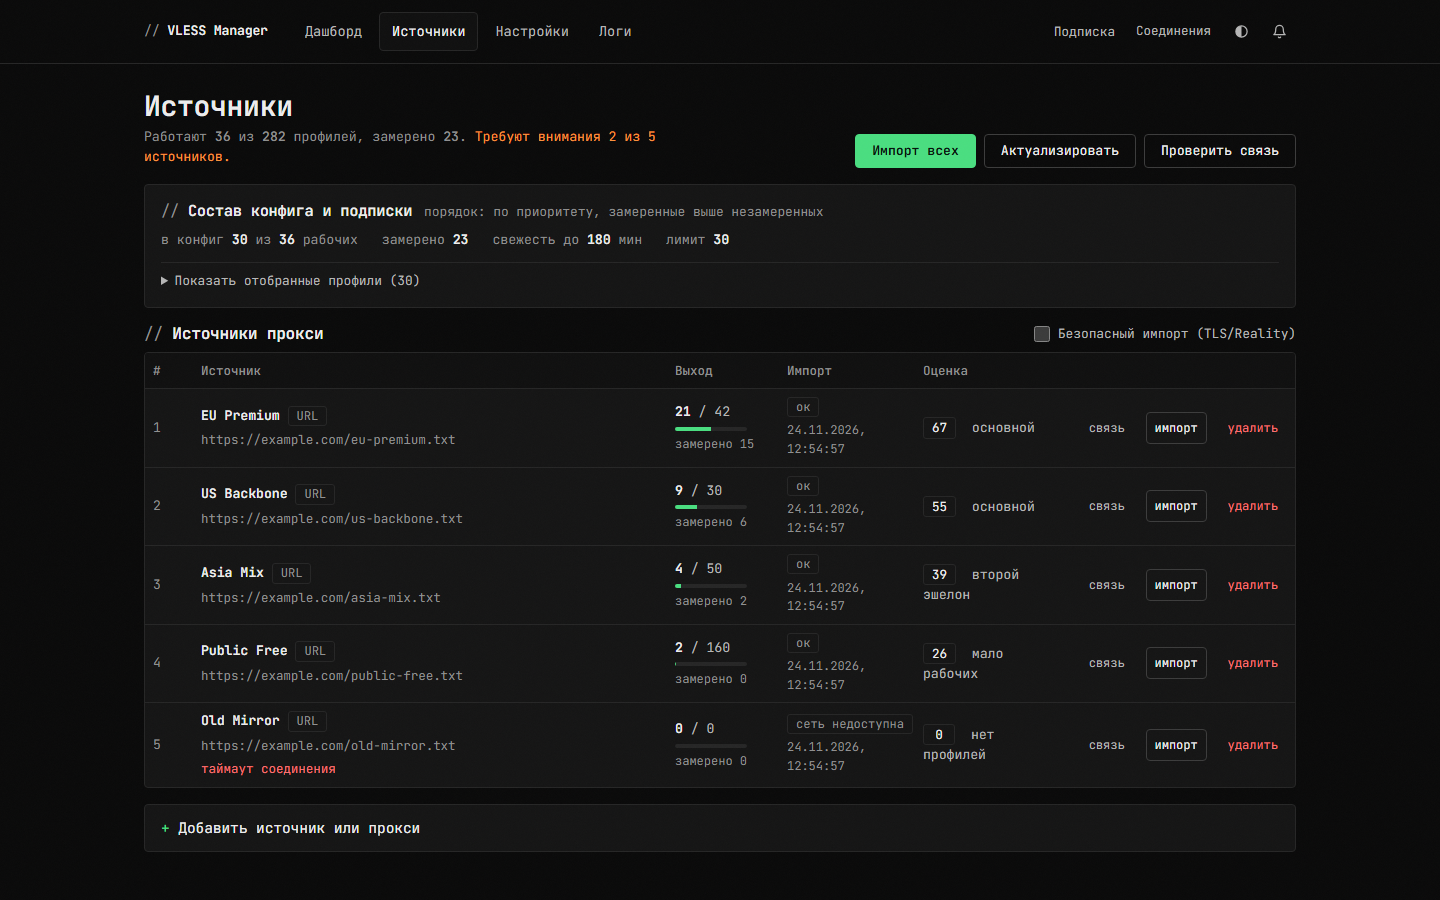 // VLESS Manager Дашборд Источники Настройки Логи Подписка Соединения
Источники
Работают 36 из 282 профилей, замерено 23. Требуют внимания 2 из 5
источников.
Импорт всех Актуализировать Проверить связь
// Состав конфига и подписки порядок: по приоритету, замеренные выше незамеренных
в конфиг 30 из 36 рабочих замерено 23 свежесть до 180 мин лимит 30
▶ Показать отобранные профили (30)
// Источники прокси Безопасный импорт (TLS/Reality)
# Источник Выход Импорт Оценка
1 EU Premium URL
https://example.com/eu-premium.txt
21 / 42
замерено 15
ок
24.11.2026,
12:54:57
67 основной
связь импорт удалить
2 US Backbone URL
https://example.com/us-backbone.txt
9 / 30
замерено 6
ок
24.11.2026,
12:54:57
55 основной
связь импорт удалить
3 Asia Mix URL
https://example.com/asia-mix.txt
4 / 50
замерено 2
ок
24.11.2026,
12:54:57
39 второй
эшелон
связь импорт удалить
4 Public Free URL
https://example.com/public-free.txt
2 / 160
замерено 0
ок
24.11.2026,
12:54:57
26 мало
рабочих
связь импорт удалить
5 Old Mirror URL
https://example.com/old-mirror.txt
таймаут соединения
0 / 0
замерено 0
сеть недоступна
24.11.2026,
12:54:57
0 нет
профилей
связь импорт удалить
+ Добавить источник или прокси